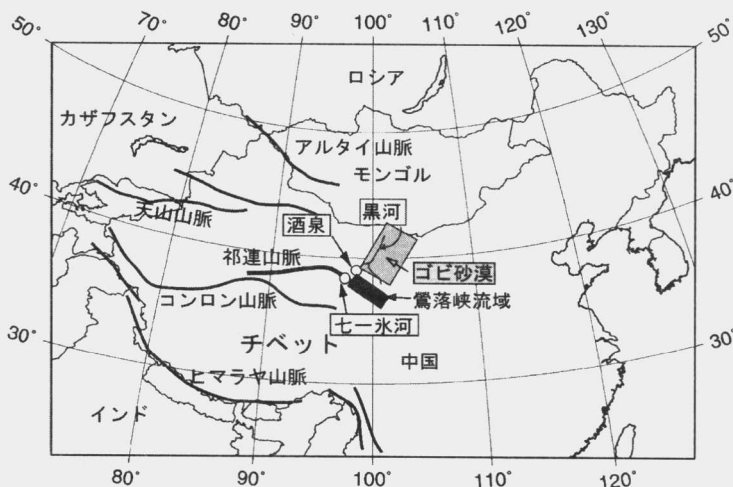 70° 80° 90° 100° 110° 120° 130°
50° 50°
ロシア
カザフスタン
アルタイ山脈
モンゴル
40° 40°
天山山脈
酒泉
黒河
祁連山脈
ゴビ砂漠
コンロン山脈
鶯落峡流域
七一氷河
30° 30°
チベット
中国
ヒマラヤ山脈
インド
80° 90° 100° 110° 120°